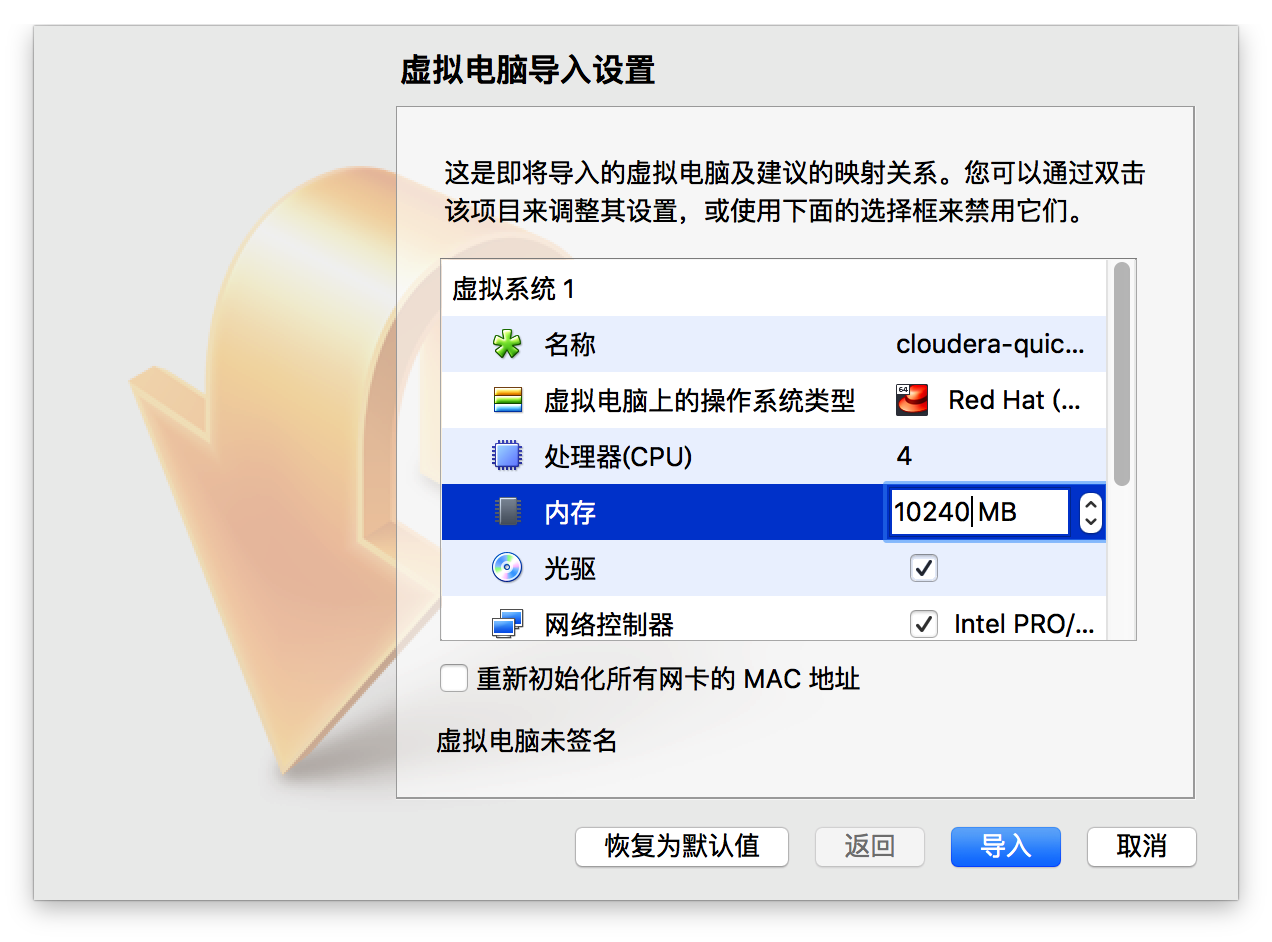 虚拟电脑导入设置
这是即将导入的虚拟电脑及建议的映射关系。您可以通过双击
该项目来调整其设置，或使用下面的选择框来禁用它们。
虚拟系统 1
名称 cloudera-quic...
虚拟电脑上的操作系统类型 64 Red Hat (...
处理器(CPU) 4
内存 10240 MB
光驱
网络控制器 Intel PRO/...
重新初始化所有网卡的 MAC 地址
虚拟电脑未签名
恢复为默认值 返回 导入 取消